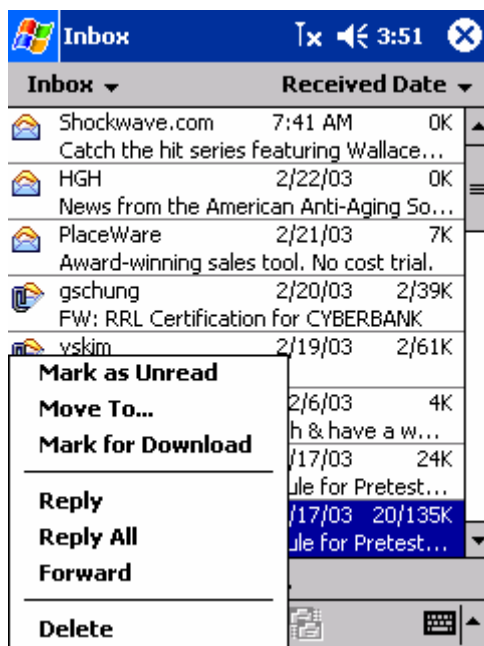 Inbox 3:51
Inbox Received Date
Shockwave.com 7:41 AM 0K
Catch the hit series featuring Wallace...
HGH 2/22/03 0K
News from the American Anti-Aging So...
PlaceWare 2/21/03 7K
Award-winning sales tool. No cost trial.
gschung 2/20/03 2/39K
FW: RRL Certification for CYBERBANK
yskim 2/19/03 2/61K
2/6/03 4K
h & have a w...
/17/03 24K
ule for Pretest...
/17/03 20/135K
ule for Pretest...
Mark as Unread
Move To...
Mark for Download
Reply
Reply All
Forward
Delete